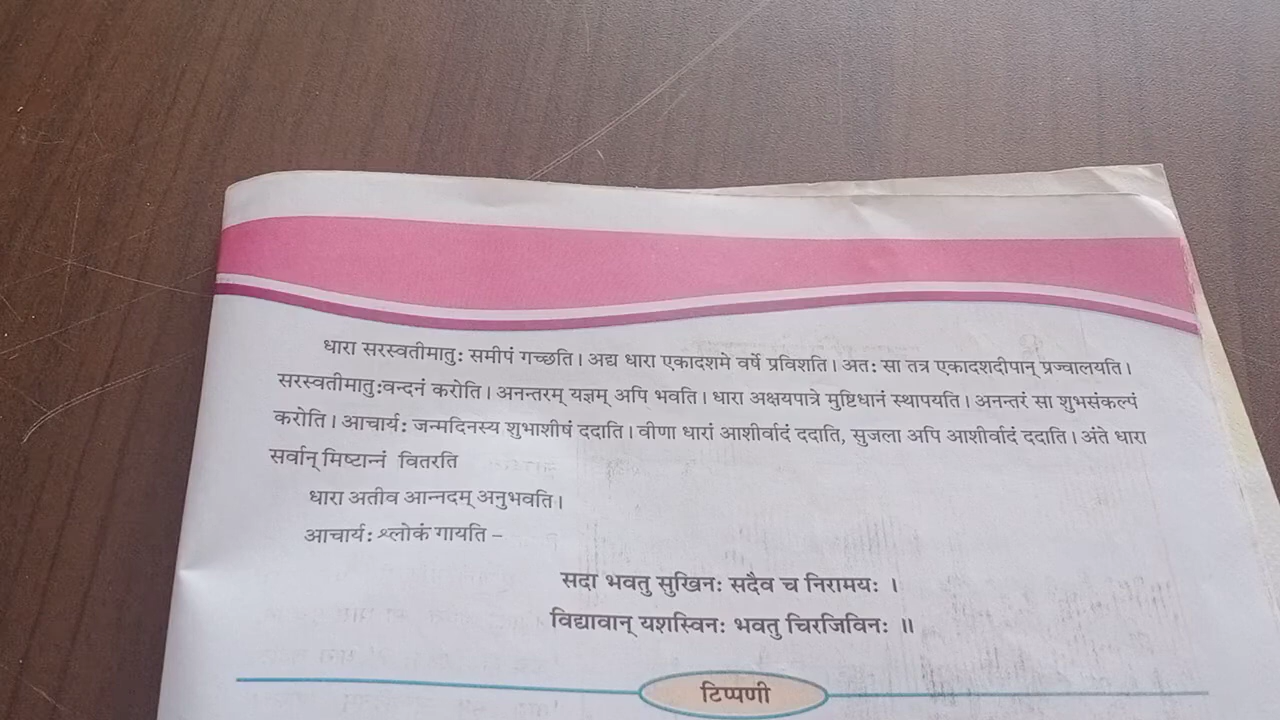 धारा सरस्वतीमातुः समीपं गच्छति। अद्य धारा एकादशमे वर्षे प्रविशति। अतः सा तत्र एकादशदीपान् प्रज्वालयति।
सरस्वतीमातुःवन्दनं करोति। अनन्तरम् यज्ञम् अपि भवति। धारा अक्षयपात्रे मुष्टिधानं स्थापयति। अनन्तरं सा शुभसंकल्पं
करोति। आचार्यः जन्मदिनस्य शुभाशीषं ददाति। वीणा धारां आशीर्वादं ददाति, सुजला अपि आशीर्वादं ददाति। अंते धारा
सर्वान् मिष्टान्नं वितरति
धारा अतीव आन्नदम् अनुभवति।
आचार्यः श्लोकं गायति –
सदा भवतु सुखिनः सदैव च निरामयः ।
विद्यावान् यशस्विनः भवतु चिरजिविनः ॥
टिप्पणी